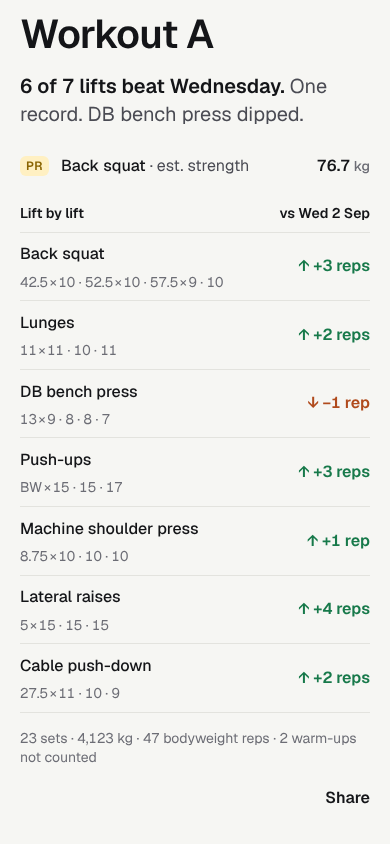 Workout A
6 of 7 lifts beat Wednesday. One
record. DB bench press dipped.
PR Back squat · est. strength 76.7 kg
Lift by lift vs Wed 2 Sep
Back squat
42.5×10 · 52.5×10 · 57.5×9 · 10
↑ +3 reps
Lunges
11×11 · 10 · 11
↑ +2 reps
DB bench press
13×9 · 8 · 8 · 7
↓ −1 rep
Push-ups
BW×15 · 15 · 17
↑ +3 reps
Machine shoulder press
8.75×10 · 10 · 10
↑ +1 rep
Lateral raises
5×15 · 15 · 15
↑ +4 reps
Cable push-down
27.5×11 · 10 · 9
↑ +2 reps
23 sets · 4,123 kg · 47 bodyweight reps · 2 warm-ups
not counted
Share